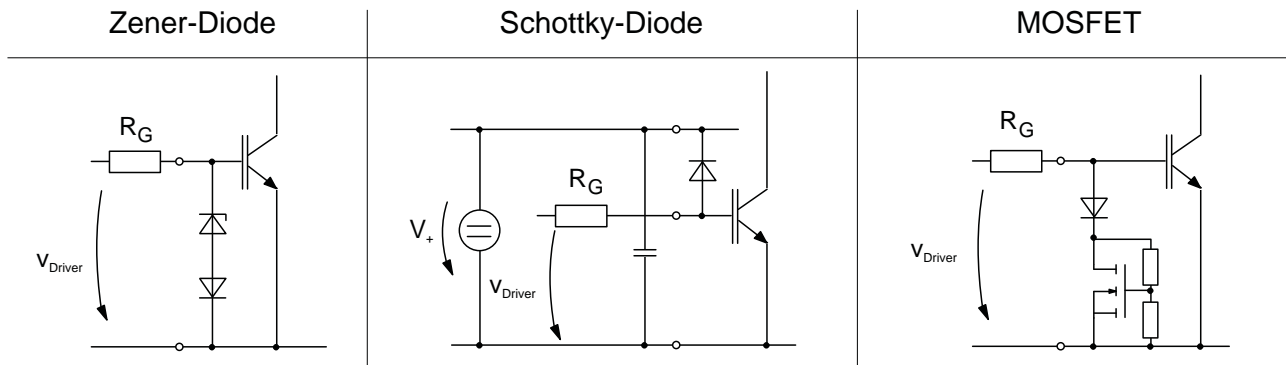 Zener-Diode
Schottky-Diode
MOSFET
R_G
v_Driver
V_+
R_G
v_Driver
R_G
v_Driver